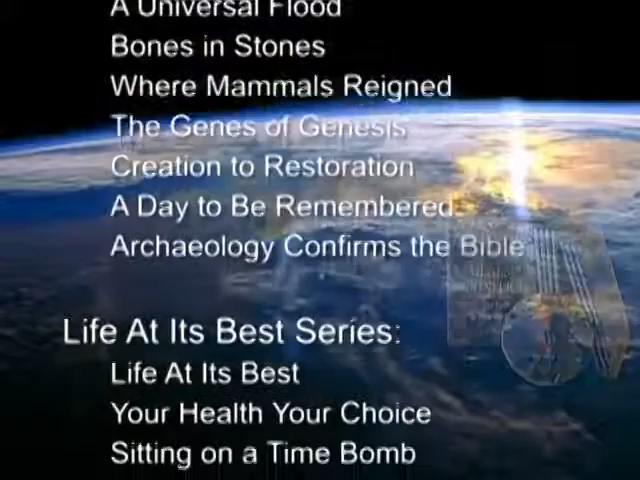 A Universal Flood
Bones in Stones
Where Mammals Reigned
The Genes of Genesis
Creation to Restoration
A Day to Be Remembered
Archaeology Confirms the Bible
Life At Its Best Series:
Life At Its Best
Your Health Your Choice
Sitting on a Time Bomb